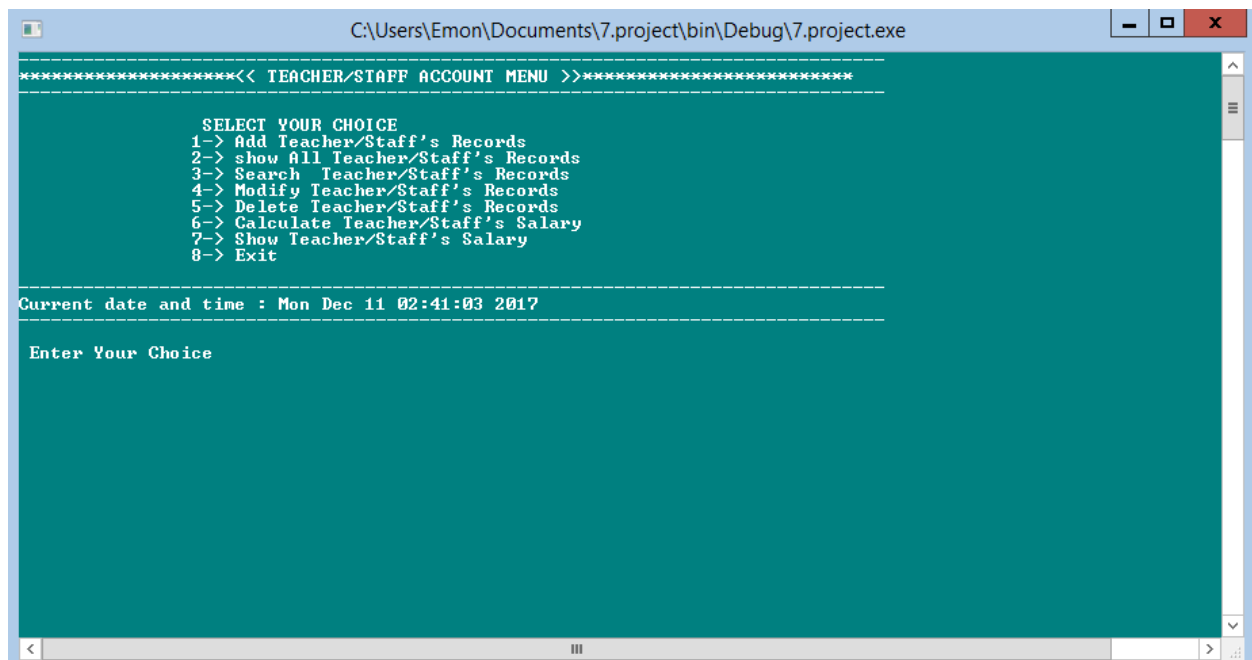 C:\Users\Emon\Documents\7.project\bin\Debug\7.project.exe
--------------------------------------------------------------------------------
********************<< TEACHER/STAFF ACCOUNT MENU >>*************************
--------------------------------------------------------------------------------
SELECT YOUR CHOICE
1-> Add Teacher/Staff's Records
2-> show All Teacher/Staff's Records
3-> Search  Teacher/Staff's Records
4-> Modify Teacher/Staff's Records
5-> Delete Teacher/Staff's Records
6-> Calculate Teacher/Staff's Salary
7-> Show Teacher/Staff's Salary
8-> Exit
--------------------------------------------------------------------------------
Current date and time : Mon Dec 11 02:41:03 2017
--------------------------------------------------------------------------------
Enter Your Choice